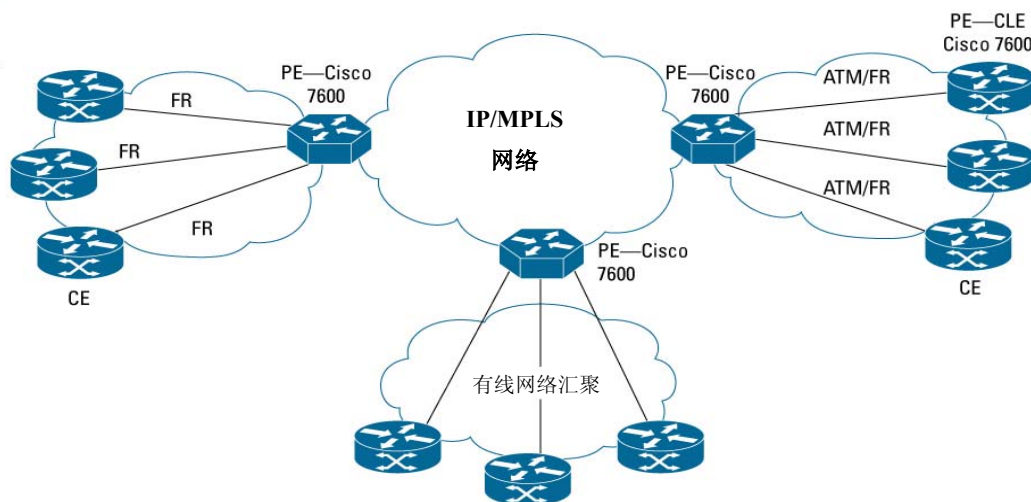 PE—CLE
Cisco 7600
PE—Cisco
7600
PE—Cisco
7600
ATM/FR
FR
IP/MPLS
网络
FR
ATM/FR
ATM/FR
FR
PE—Cisco
7600
CE
CE
有线网络汇聚